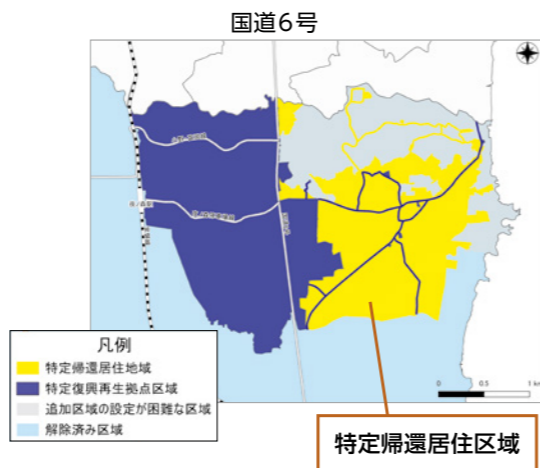 国道6号
凡例
特定帰還居住地域
特定復興再生拠点区域
追加区域の設定が困難な区域
解除済み区域
0 0.5 1 km
特定帰還居住区域